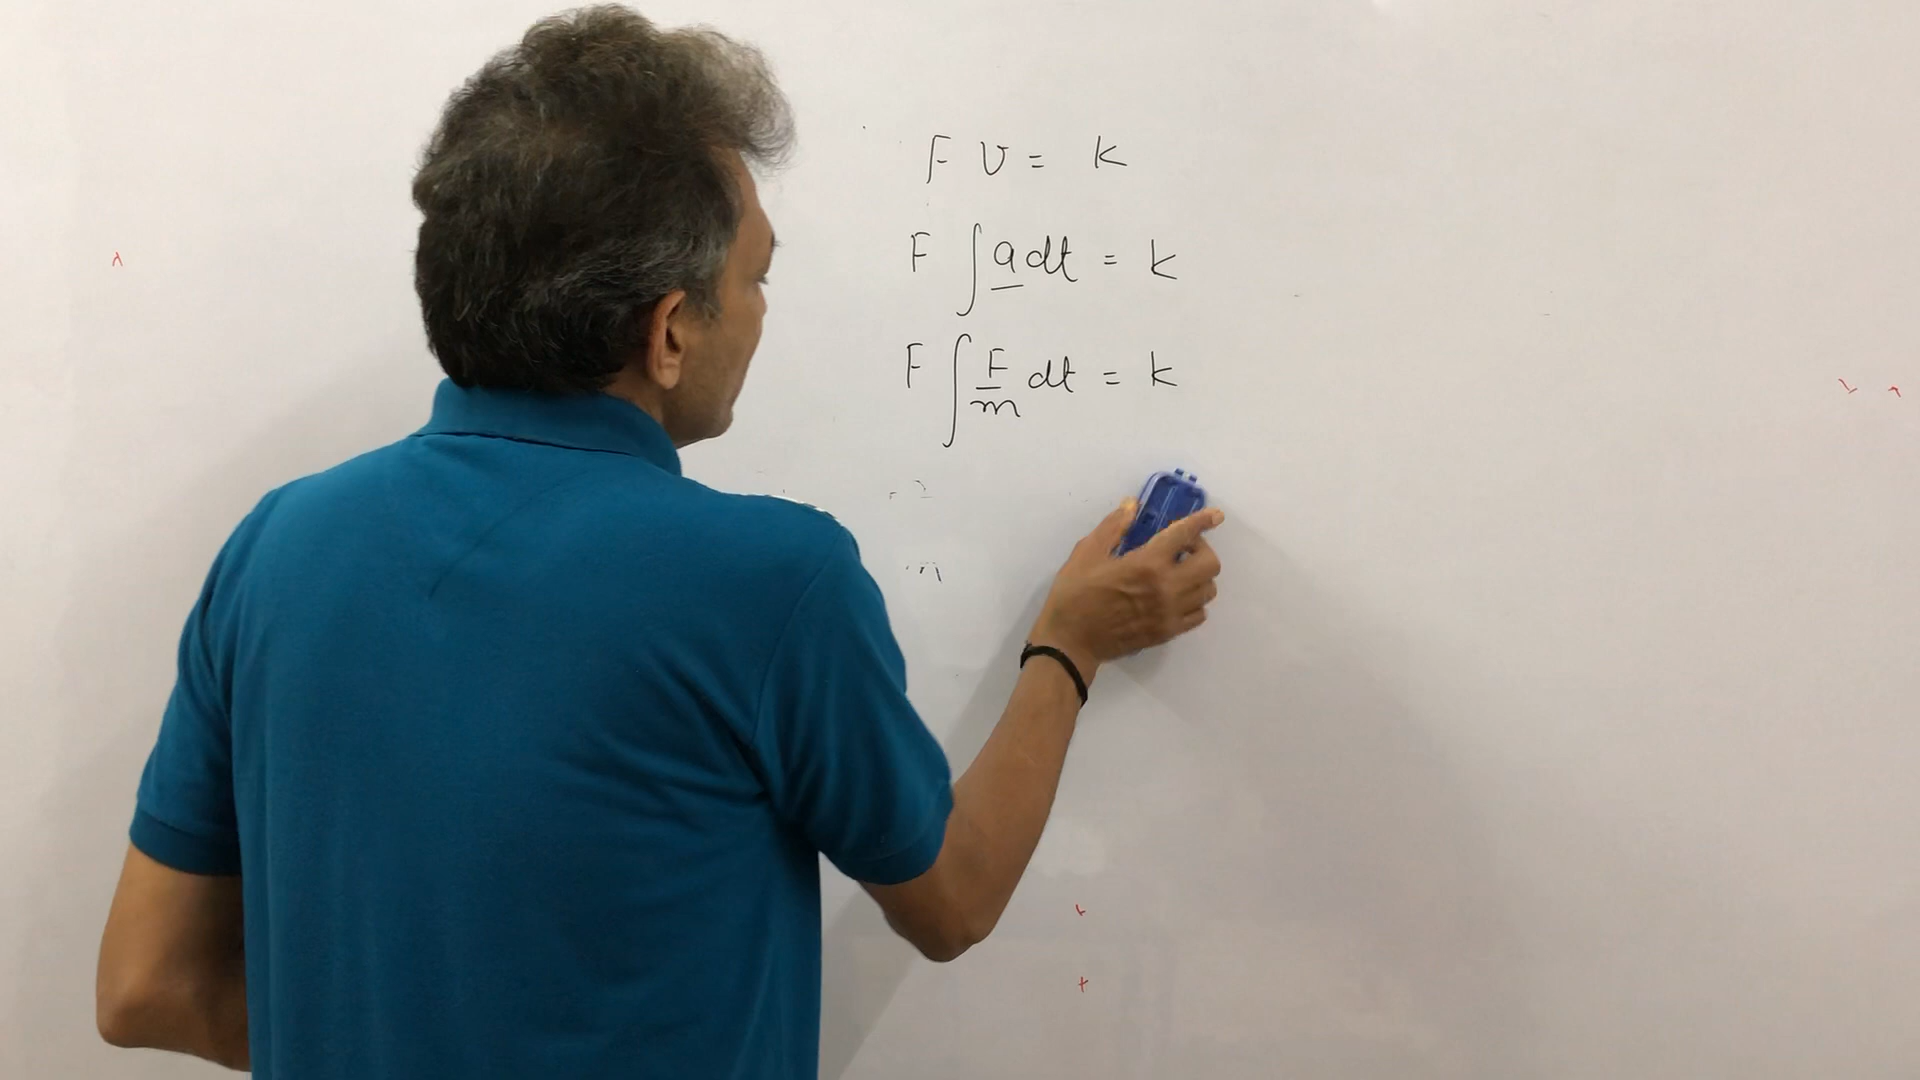 F v = k
F ∫ a dt = k
F ∫ F/m dt = k